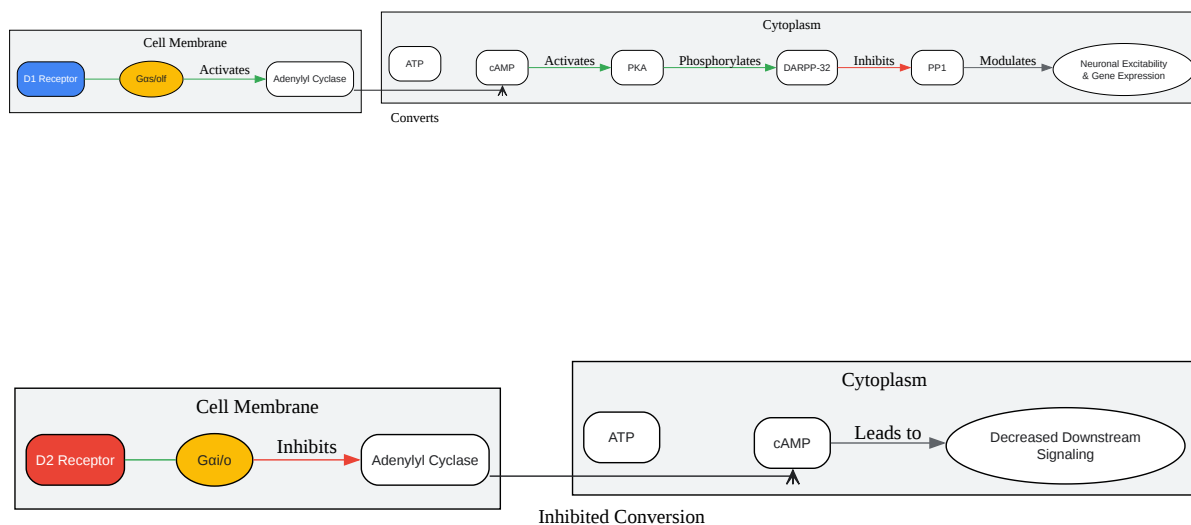 Cytoplasm
Cell Membrane
D1 Receptor
Gαs/olf
Activates
Adenylyl Cyclase
ATP
cAMP
Activates
PKA
Phosphorylates
DARPP-32
Inhibits
PP1
Modulates
Neuronal Excitability
& Gene Expression
Converts
Cytoplasm
Cell Membrane
D2 Receptor
Gαi/o
Inhibits
Adenylyl Cyclase
ATP
cAMP
Leads to
Decreased Downstream
Signaling
Inhibited Conversion